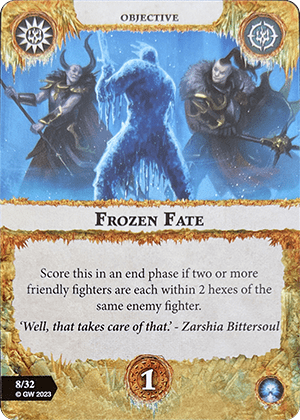 OBJECTIVE
FROZEN FATE
Score this in an end phase if two or more
friendly fighters are each within 2 hexes of the
same enemy fighter.
‘Well, that takes care of that.’ - Zarshia Bittersoul
8/32
© GW 2023
1